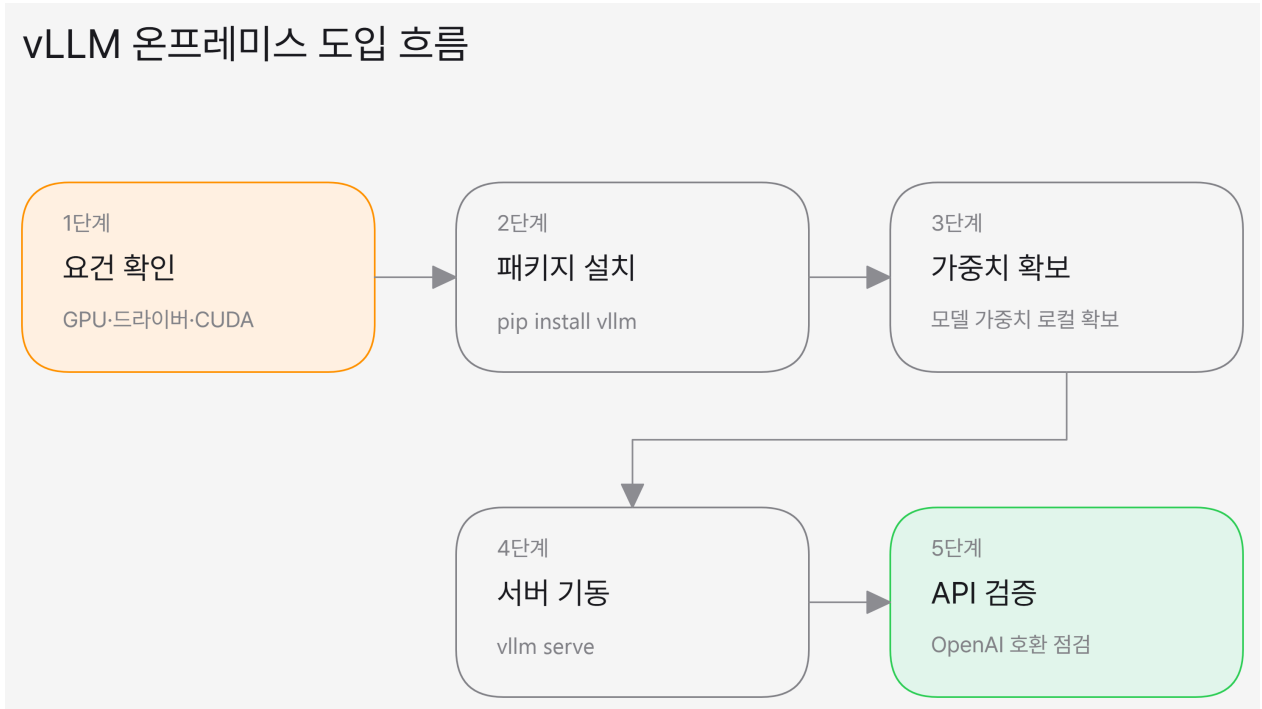 vLLM 온프레미스 도입 흐름
1단계
요건 확인
GPU·드라이버·CUDA
2단계
패키지 설치
pip install vllm
3단계
가중치 확보
모델 가중치 로컬 확보
4단계
서버 기동
vllm serve
5단계
API 검증
OpenAI 호환 점검